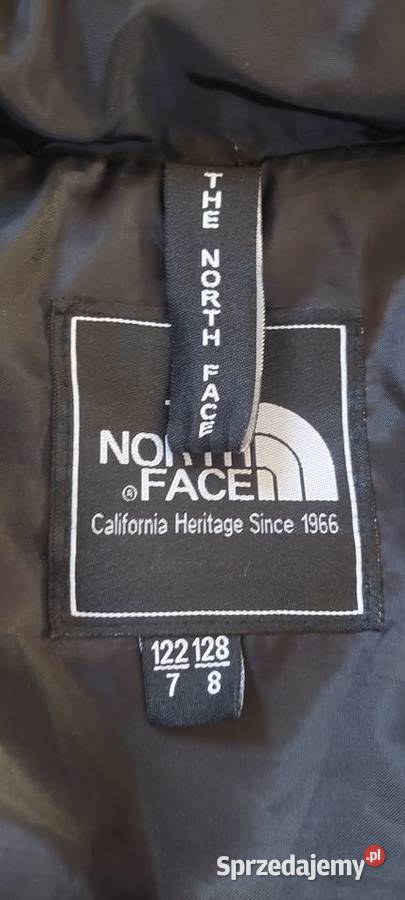 THE NORTH FACE
NORTH
® FACE
California Heritage Since 1966
122 128
7 8
Sprzedajemy.pl